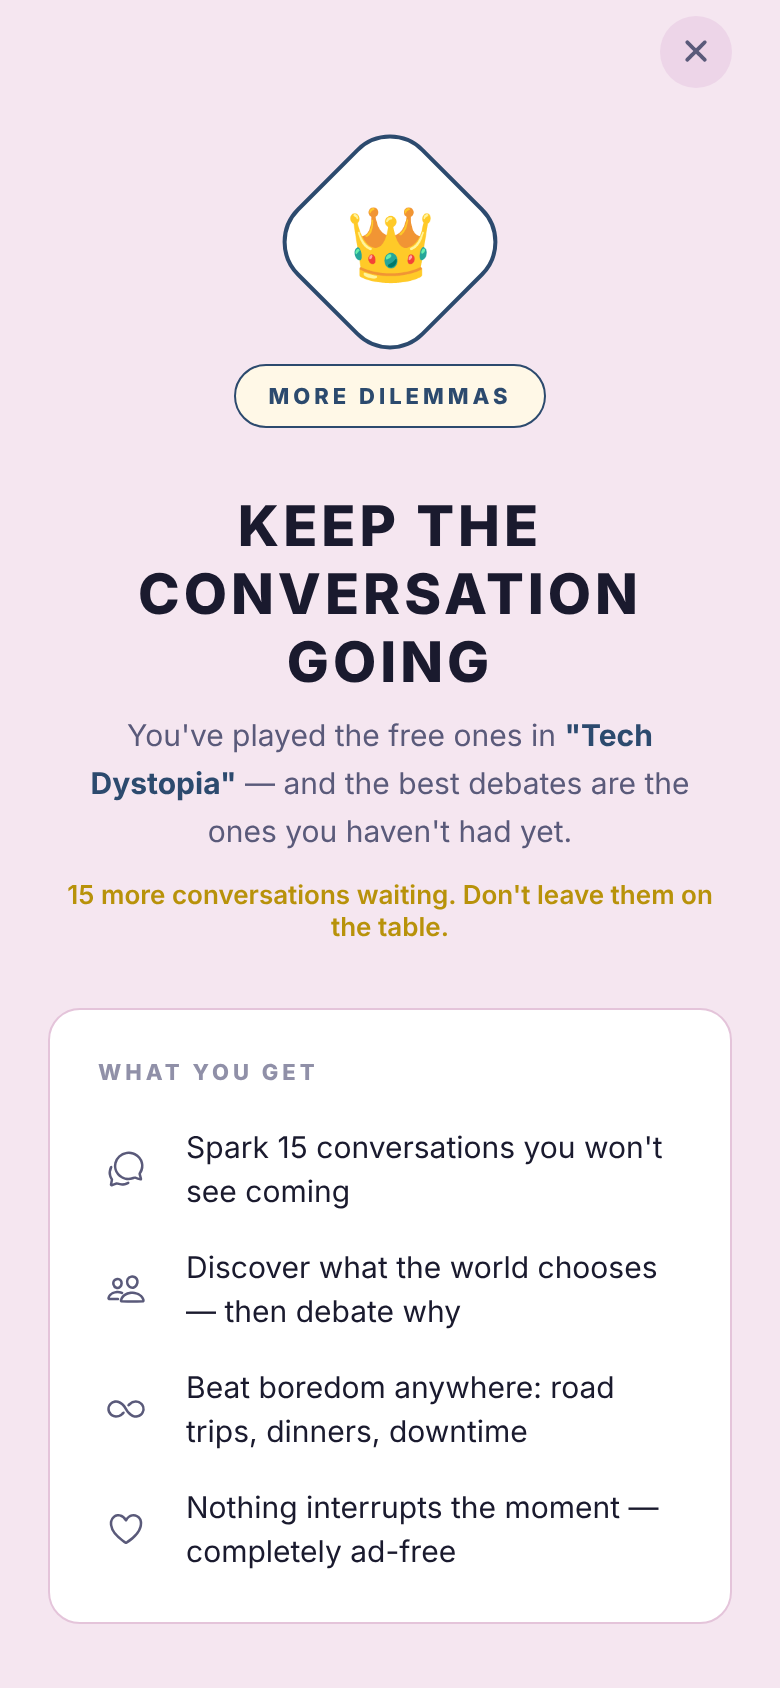 MORE DILEMMAS
KEEP THE
CONVERSATION
GOING
You've played the free ones in "Tech
Dystopia" — and the best debates are the
ones you haven't had yet.
15 more conversations waiting. Don't leave them on
the table.
WHAT YOU GET
Spark 15 conversations you won't
see coming
Discover what the world chooses
— then debate why
Beat boredom anywhere: road
trips, dinners, downtime
Nothing interrupts the moment —
completely ad-free